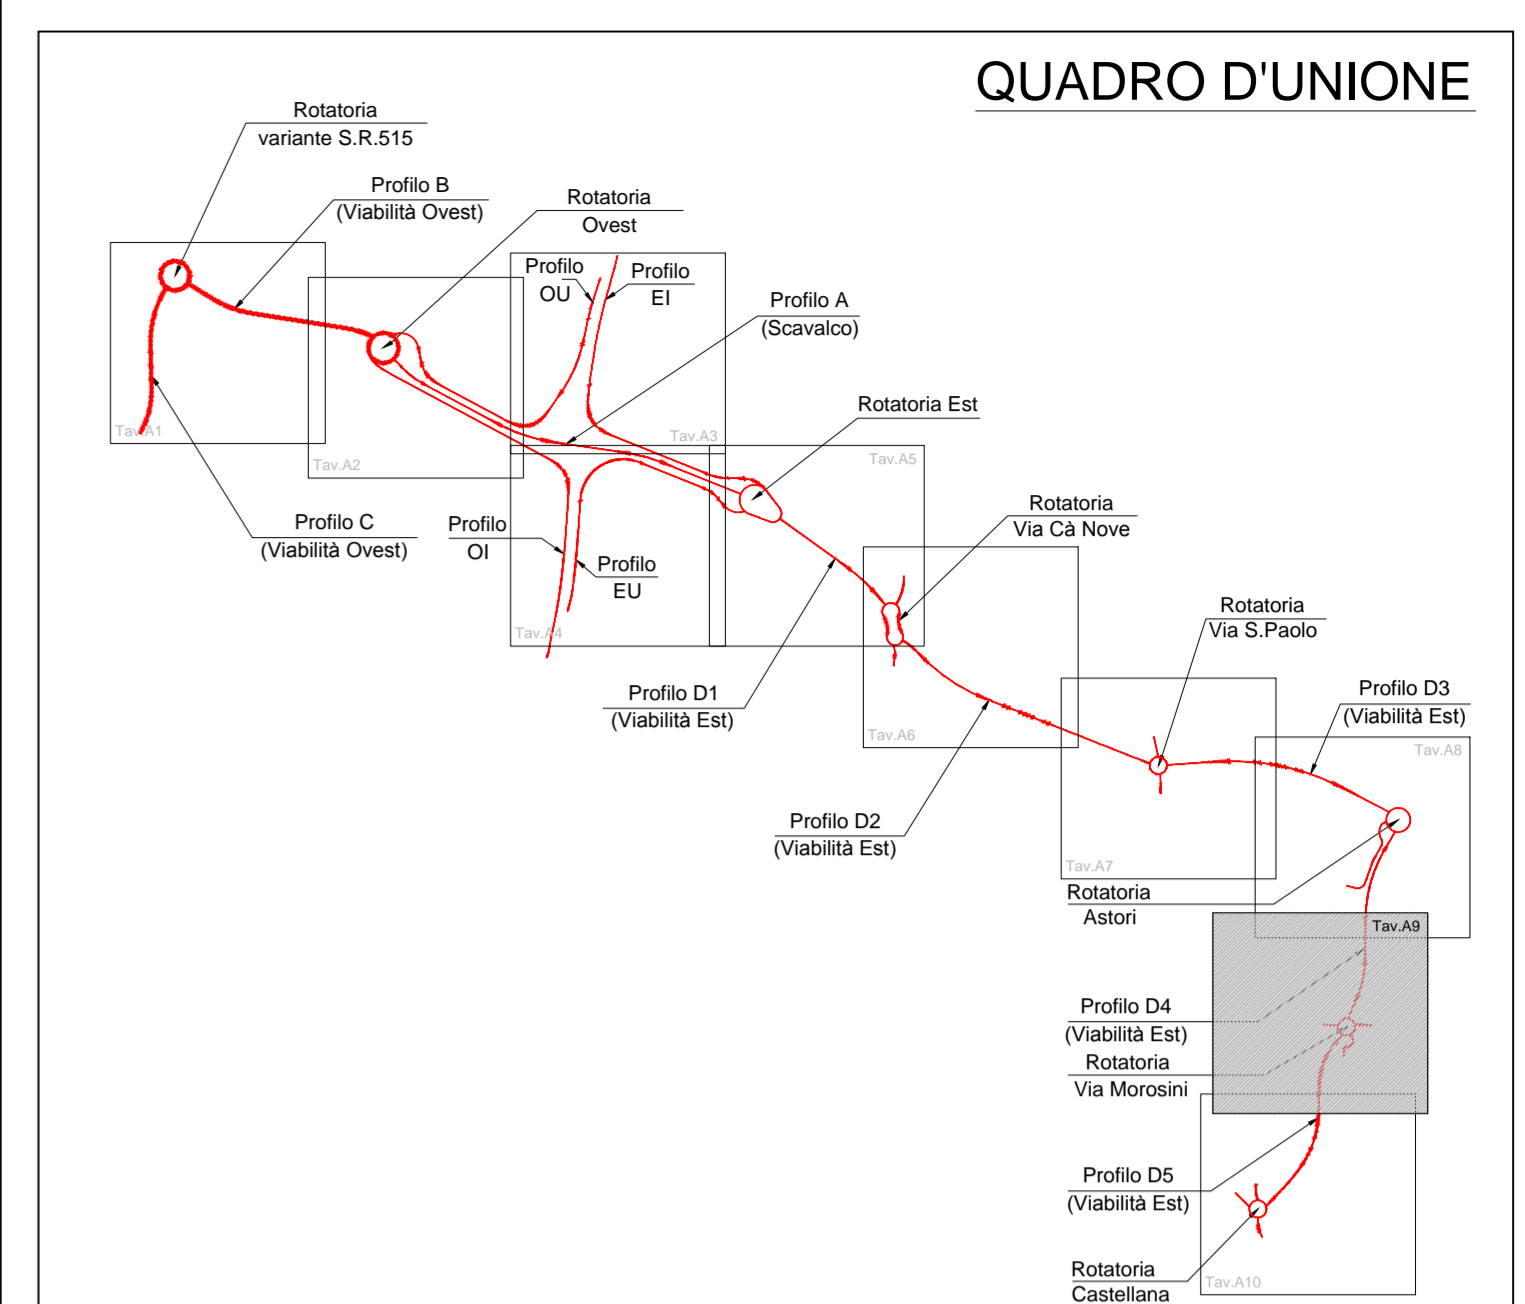 QUADRO D'UNIONE
Rotatoria
variante S.R.515
Profilo B
(Viabilità Ovest)
Rotatoria
Ovest
Profilo
OU
Profilo
EI
Profilo A
(Scavalco)
Rotatoria Est
Tav.A1
Tav.A2
Tav.A3
Tav.A5
Profilo C
(Viabilità Ovest)
Profilo
OI
Profilo
EU
Rotatoria
Via Cà Nove
Tav.A4
Rotatoria
Via S.Paolo
Profilo D1
(Viabilità Est)
Profilo D3
(Viabilità Est)
Tav.A6
Tav.A8
Profilo D2
(Viabilità Est)
Tav.A7
Rotatoria
Astori
Tav.A9
Profilo D4
(Viabilità Est)
Rotatoria
Via Morosini
Profilo D5
(Viabilità Est)
Rotatoria
Castellana
Tav.A10